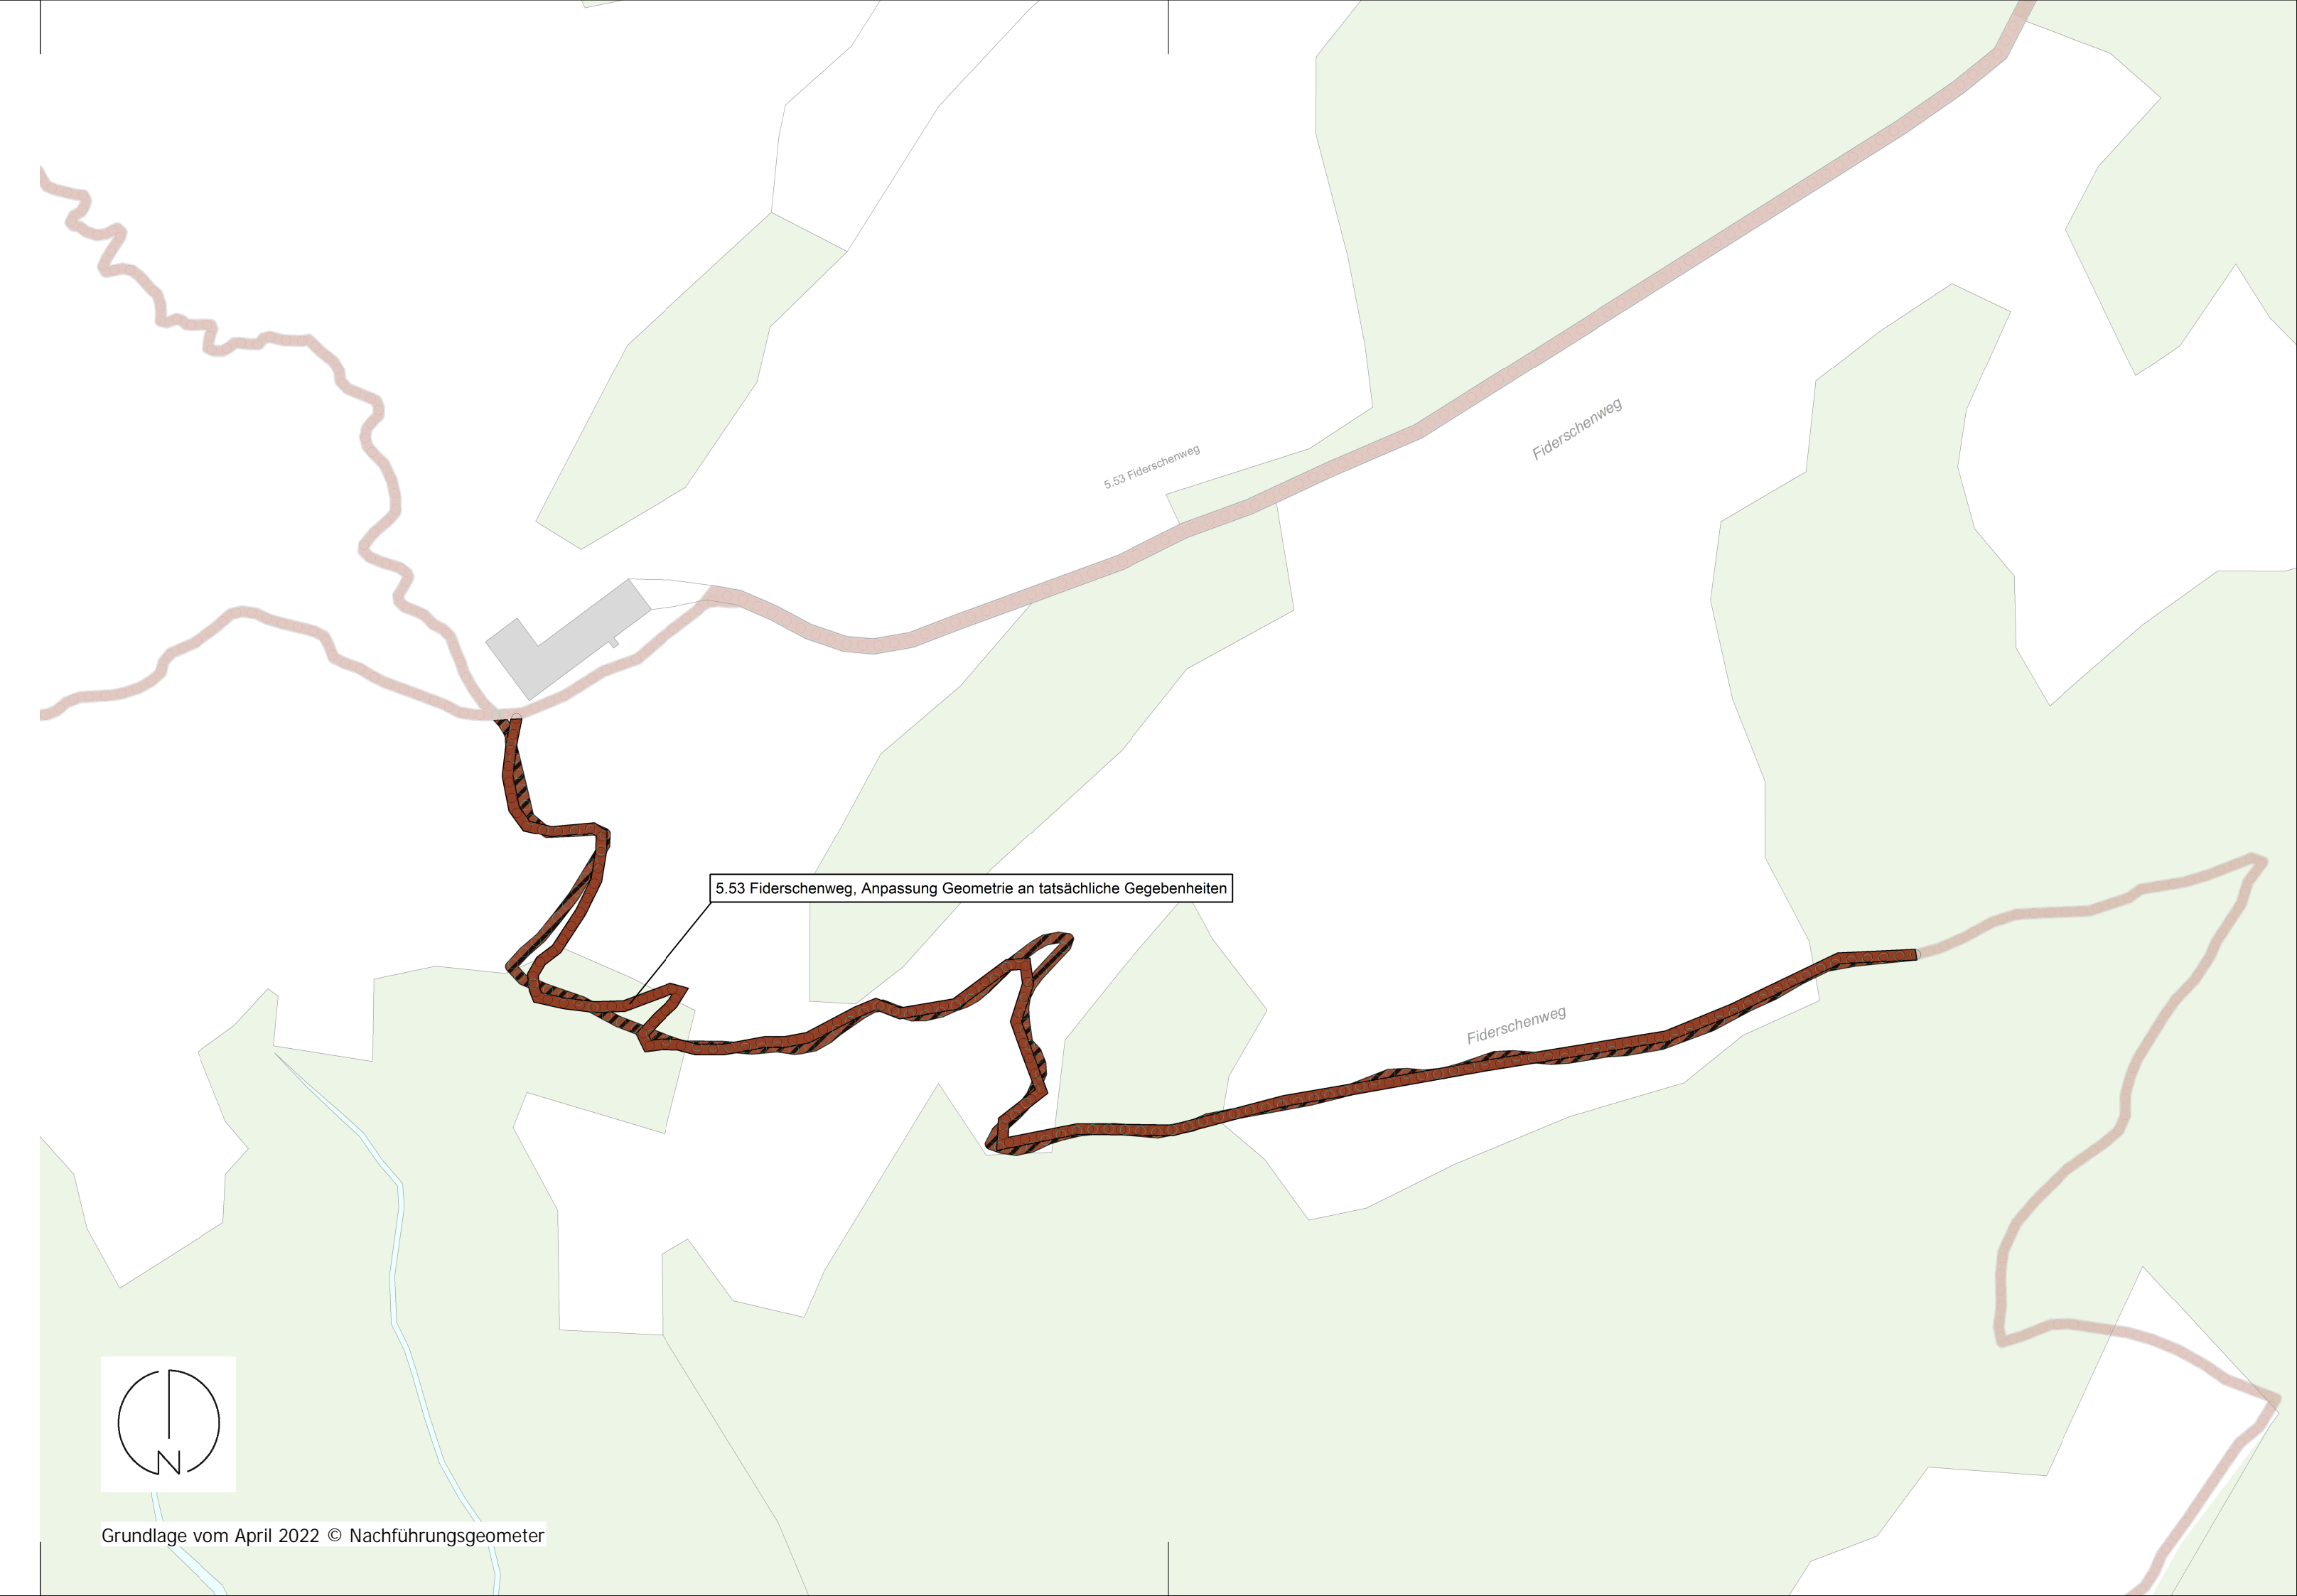 Fiderschenweg
5.53 Fiderschenweg
5.53 Fiderschenweg, Anpassung Geometrie an tatsächliche Gegebenheiten
Fiderschenweg
N
Grundlage vom April 2022 © Nachführungsgeometer